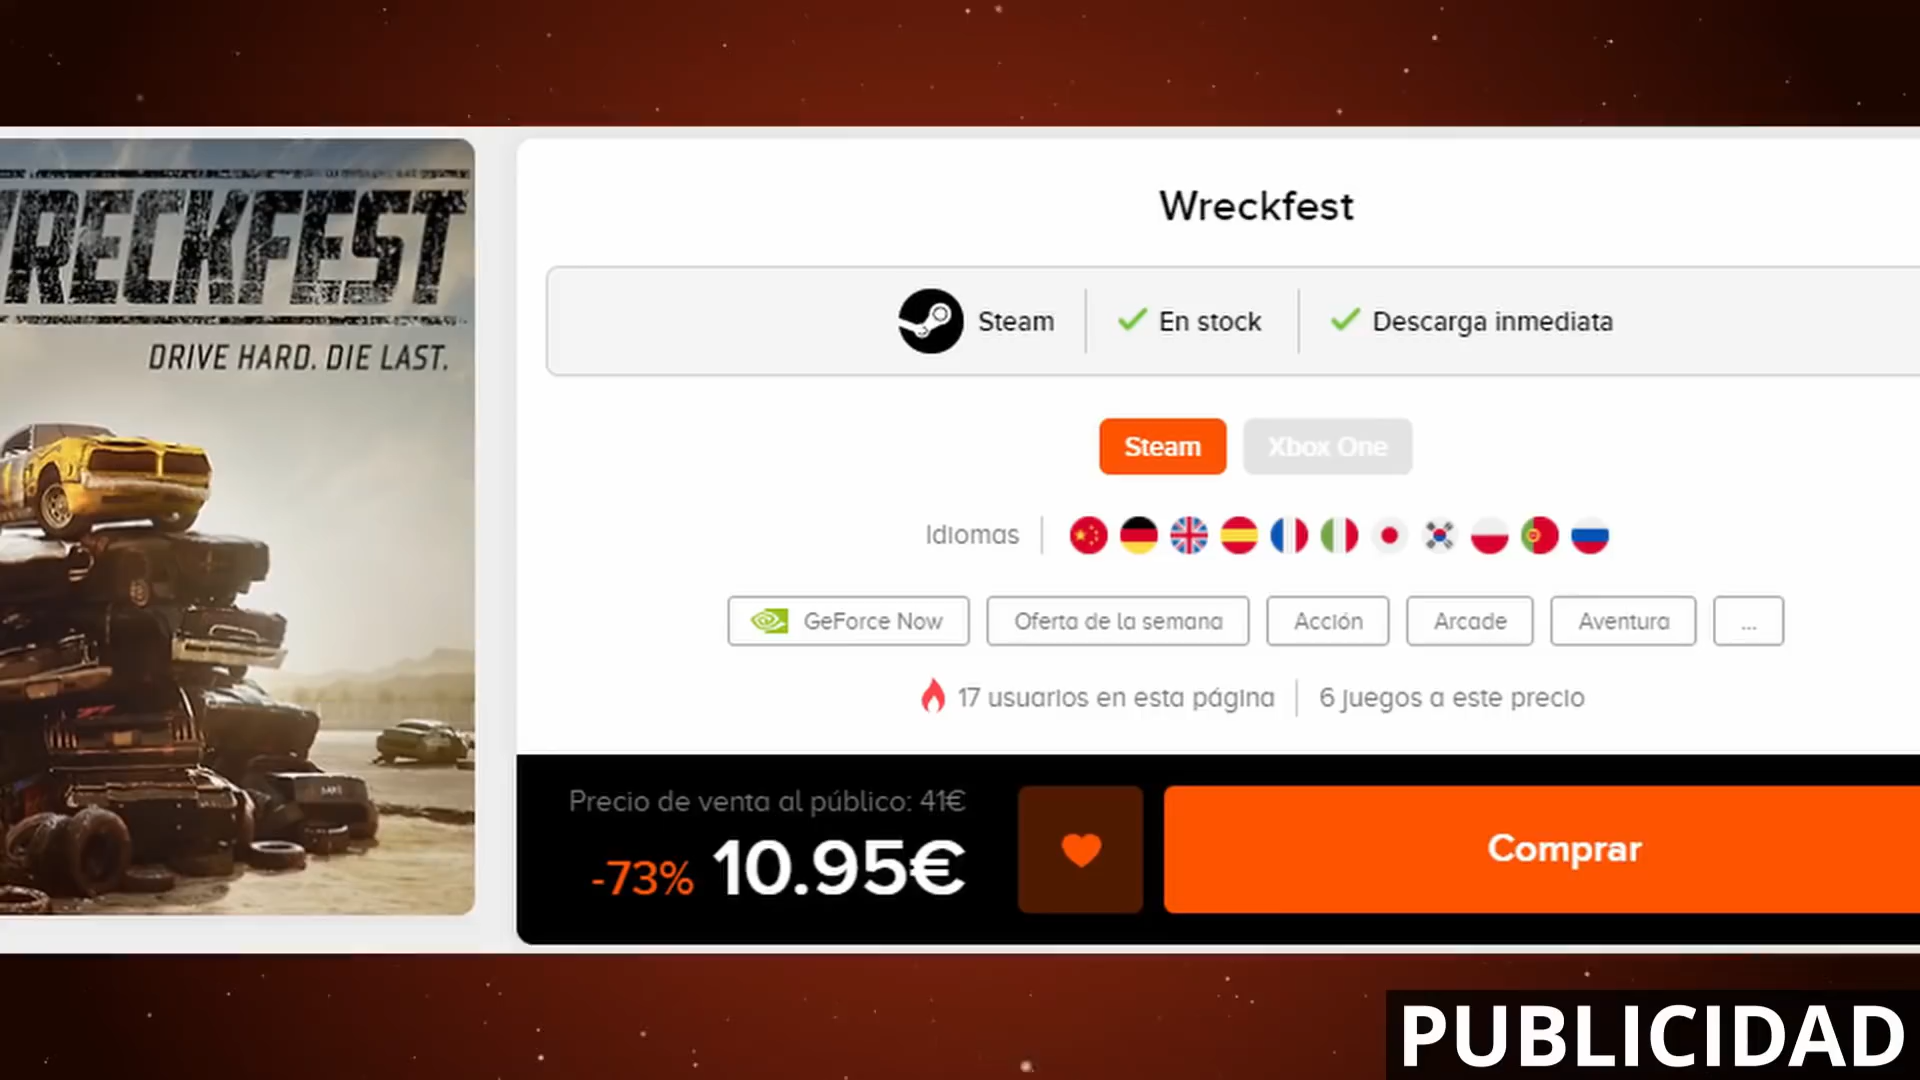 WRECKFEST
DRIVE HARD. DIE LAST.
Wreckfest
Steam
En stock
Descarga inmediata
Steam
Xbox One
Idiomas
GeForce Now
Oferta de la semana
Acción
Arcade
Aventura
...
17 usuarios en esta página
6 juegos a este precio
Precio de venta al público: 41€
-73% 10.95€
Comprar
PUBLICIDAD